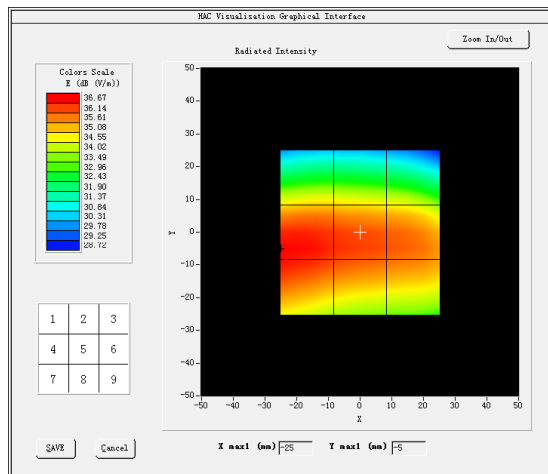 HAC Visualisation Graphical Interface
Zoom In/Out
Radiated Intensity
Colors Scale
E (dB (V/m))
36.67
36.14
35.61
35.08
34.55
34.02
33.49
32.96
32.43
31.90
31.37
30.84
30.31
29.78
29.25
28.72
50
40
30
20
10
0
-10
-20
-30
-40
-50
Y
-50 -40 -30 -20 -10 0 10 20 30 40 50
X
1 2 3
4 5 6
7 8 9
SAVE
Cancel
X max1 (mm) -25
Y max1 (mm) -5